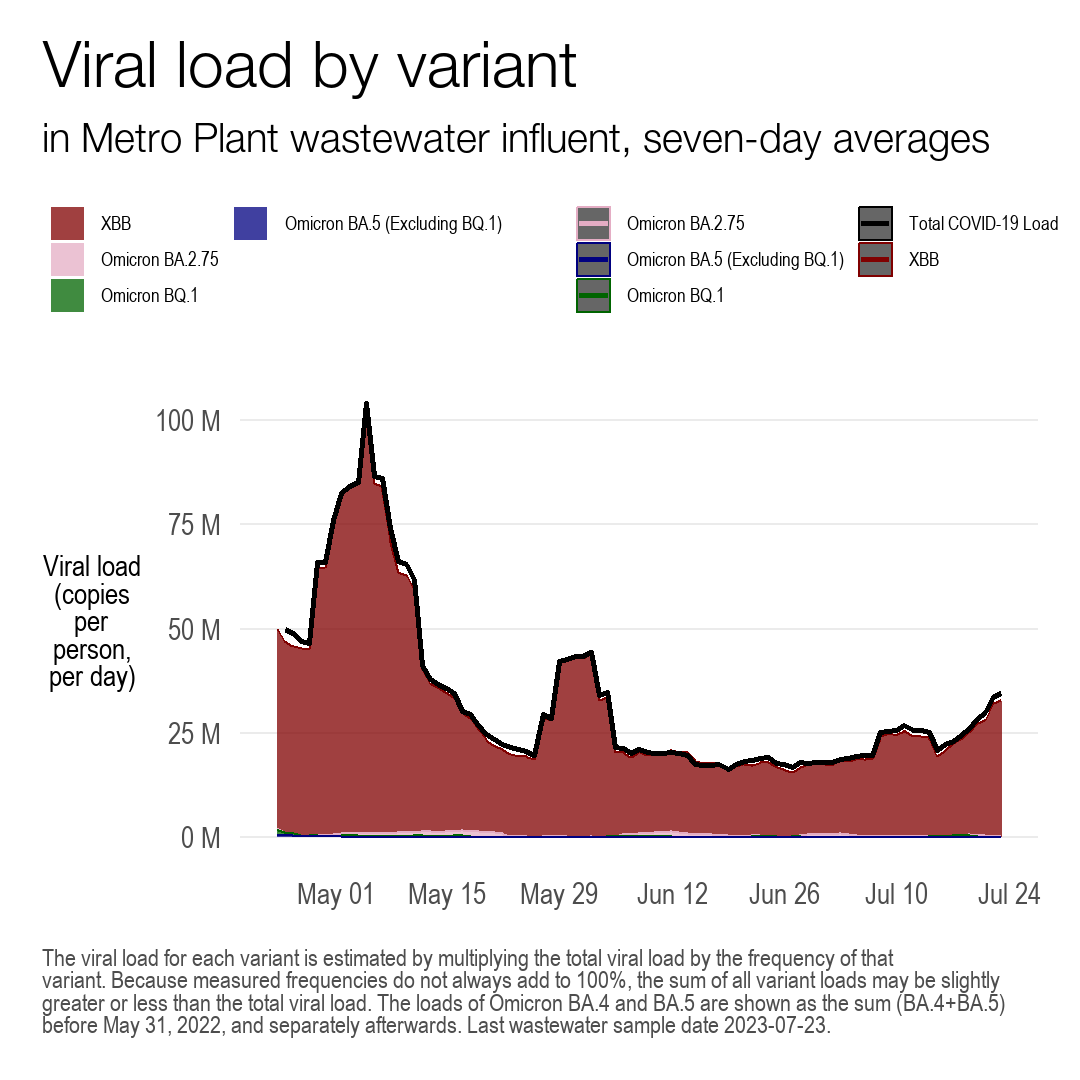 Viral load by variant
in Metro Plant wastewater influent, seven-day averages
XBB
Omicron BA.5 (Excluding BQ.1)
Omicron BA.2.75
Total COVID-19 Load
Omicron BA.2.75
Omicron BA.5 (Excluding BQ.1)
XBB
Omicron BQ.1
Omicron BQ.1
100 M
75 M
50 M
25 M
0 M
Viral load
(copies
per
person,
per day)
May 01
May 15
May 29
Jun 12
Jun 26
Jul 10
Jul 24
The viral load for each variant is estimated by multiplying the total viral load by the frequency of that
variant. Because measured frequencies do not always add to 100%, the sum of all variant loads may be slightly
greater or less than the total viral load. The loads of Omicron BA.4 and BA.5 are shown as the sum (BA.4+BA.5)
before May 31, 2022, and separately afterwards. Last wastewater sample date 2023-07-23.